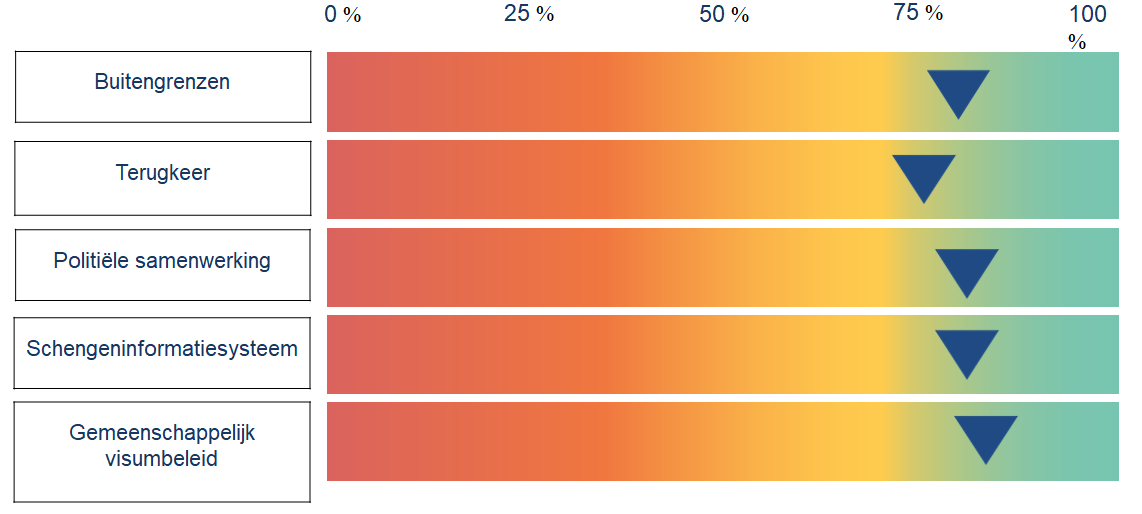 0 % 25 % 50 % 75 % 100
%
Buitengrenzen
Terugkeer
Politiële samenwerking
Schengeninformatiesysteem
Gemeenschappelijk
visumbeleid